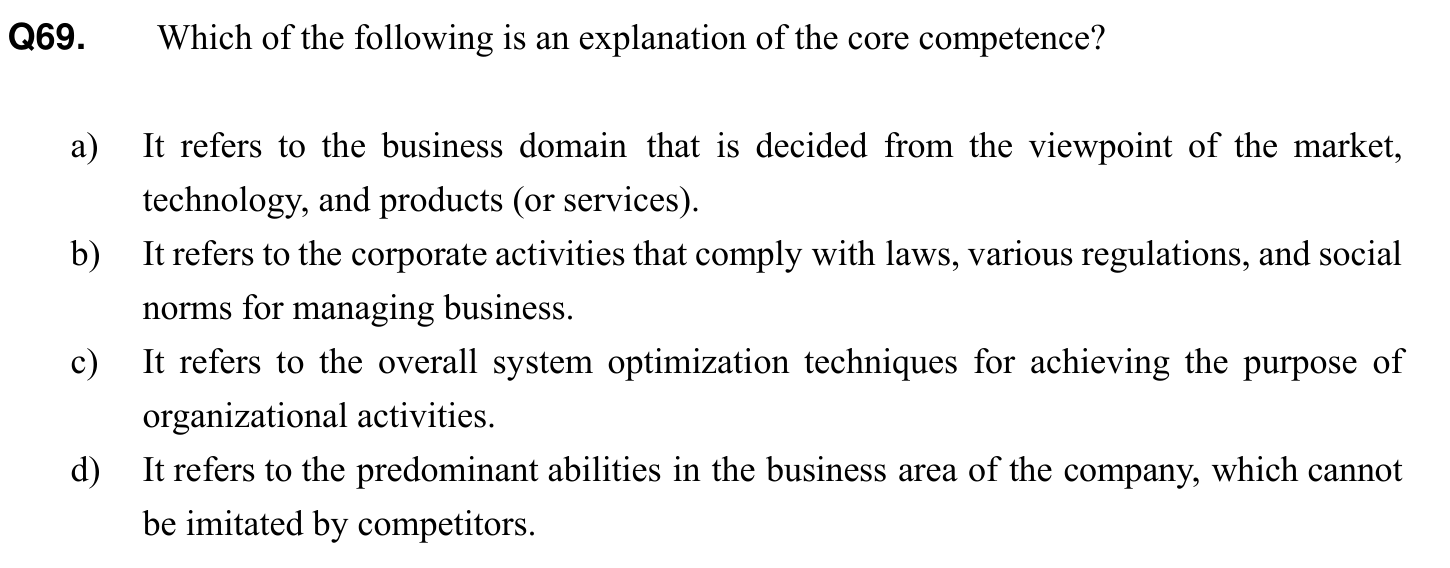 Q69. Which of the following is an explanation of the core competence?
a) It refers to the business domain that is decided from the viewpoint of the market,
technology, and products (or services).
b) It refers to the corporate activities that comply with laws, various regulations, and social
norms for managing business.
c) It refers to the overall system optimization techniques for achieving the purpose of
organizational activities.
d) It refers to the predominant abilities in the business area of the company, which cannot
be imitated by competitors.